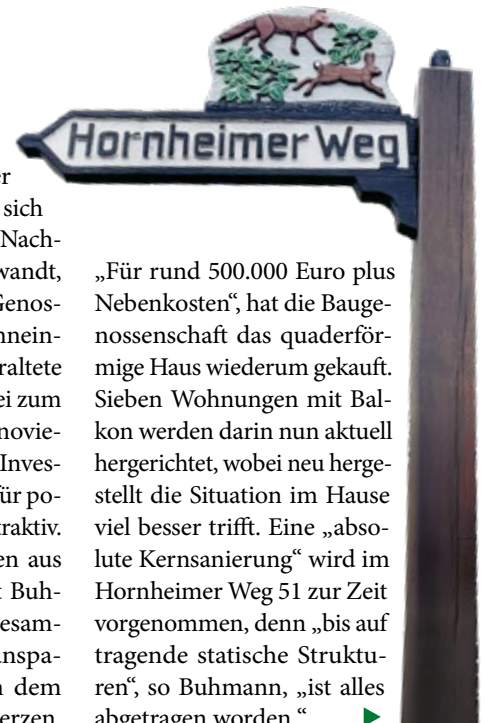 Hornheimer Weg
er
sich
Nach-
wandt,
Genos-
hnein-
raltete
ei zum
novie-
Inves-
für po-
traktiv.
en aus
t Buh-
esam-
nspa-
n dem
erzen.
„Für rund 500.000 Euro plus
Nebenkosten“, hat die Bauge-
nossenschaft das quaderför-
mige Haus wiederum gekauft.
Sieben Wohnungen mit Bal-
kon werden darin nun aktuell
hergerichtet, wobei neu herge-
stellt die Situation im Hause
viel besser trifft. Eine „abso-
lute Kernsanierung“ wird im
Hornheimer Weg 51 zur Zeit
vorgenommen, denn „bis auf
tragende statische Struktu-
ren“, so Buhmann, „ist alles
abgetragen worden.“